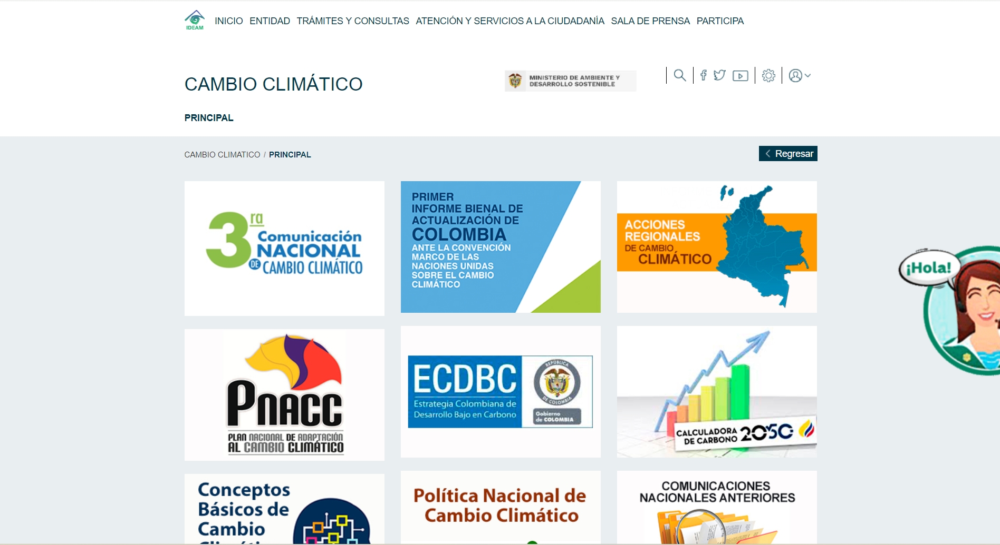 IDEAM
INICIO ENTIDAD TRÁMITES Y CONSULTAS ATENCIÓN Y SERVICIOS A LA CIUDADANÍA SALA DE PRENSA PARTICIPA
CAMBIO CLIMÁTICO
MINISTERIO DE AMBIENTE Y
DESARROLLO SOSTENIBLE
PRINCIPAL
CAMBIO CLIMATICO / PRINCIPAL
Regresar
3ra
Comunicación
NACIONAL
DE CAMBIO CLIMÁTICO
PRIMER
INFORME BIENAL DE
ACTUALIZACIÓN DE
COLOMBIA
ANTE LA CONVENCIÓN
MARCO DE LAS
NACIONES UNIDAS
SOBRE EL CAMBIO
CLIMÁTICO
ACCIONES
REGIONALES
DE CAMBIO
CLIMÁTICO
¡Hola!
PNACC
PLAN NACIONAL DE ADAPTACIÓN
AL CAMBIO CLIMÁTICO
ECDBC
Estrategia Colombiana de
Desarrollo Bajo en Carbono
REPÚBLICA
DE COLOMBIA
Gobierno
de COLOMBIA
CALCULADORA
DE CARBONO 2050
Conceptos
Básicos de
Cambio
Política Nacional de
Cambio Climático
COMUNICACIONES
NACIONALES ANTERIORES